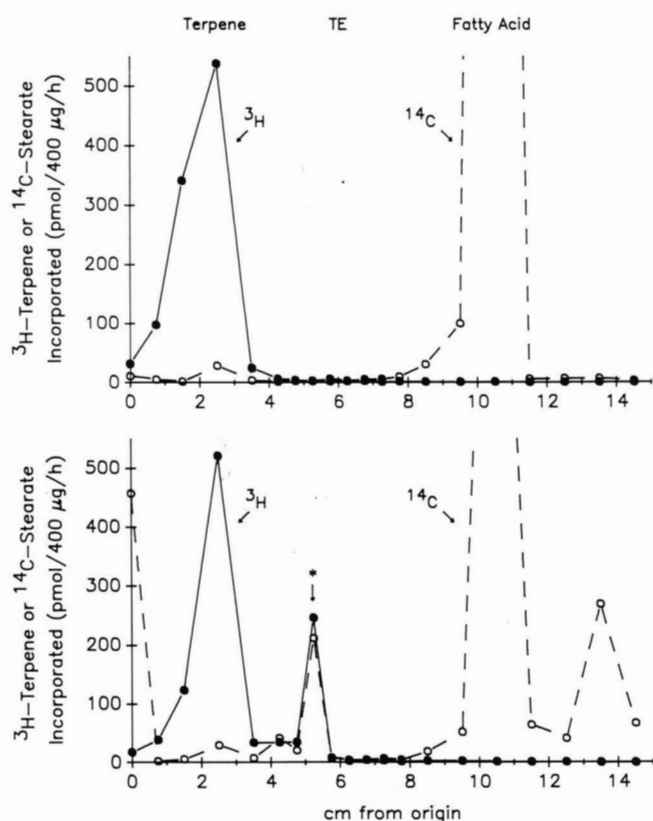 Terpene TE Fatty Acid
³H–Terpene or ¹⁴C–Stearate
Incorporated (pmol/400 μg/h)
500
400
300
200
100
0
³H
¹⁴C
0 2 4 6 8 10 12 14
³H–Terpene or ¹⁴C–Stearate
Incorporated (pmol/400 μg/h)
500
400
300
200
100
0
³H
*
¹⁴C
0 2 4 6 8 10 12 14
cm from origin